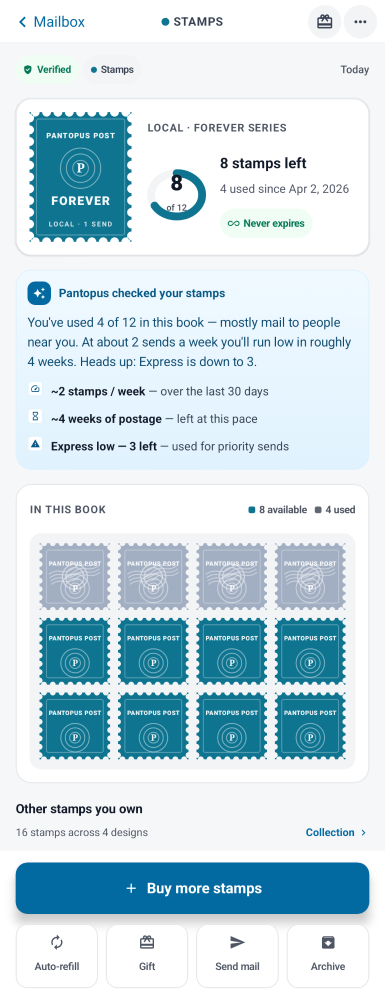 Mailbox
STAMPS
Verified
Stamps
Today
PANTOPUS POST
P
FOREVER
LOCAL · 1 SEND
LOCAL · FOREVER SERIES
8
of 12
8 stamps left
4 used since Apr 2, 2026
Never expires
Pantopus checked your stamps
You've used 4 of 12 in this book — mostly mail to people
near you. At about 2 sends a week you'll run low in roughly
4 weeks. Heads up: Express is down to 3.
~2 stamps / week — over the last 30 days
~4 weeks of postage — left at this pace
Express low — 3 left — used for priority sends
IN THIS BOOK
8 available
4 used
PANTOPUS POST PANTOPUS POST PANTOPUS POST PANTOPUS POST
P P P P
PANTOPUS POST PANTOPUS POST PANTOPUS POST PANTOPUS POST
P P P P
PANTOPUS POST PANTOPUS POST PANTOPUS POST PANTOPUS POST
P P P P
Other stamps you own
16 stamps across 4 designs
Collection
Buy more stamps
Auto-refill
Gift
Send mail
Archive